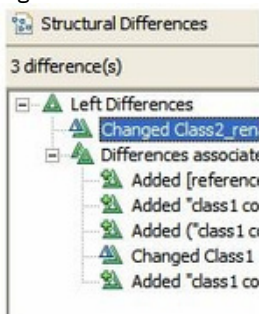 Structural Differences
3 difference(s)
Left Differences
Changed Class2_ren
Differences associate
Added [reference
Added "class1 co
Added ("class1 co
Changed Class1
Added "class1 co